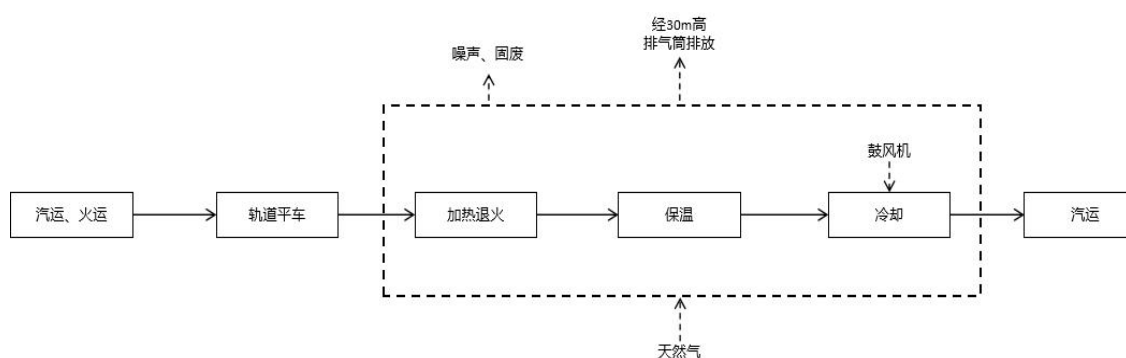 经30m高
排气筒排放
噪声、固废
鼓风机
汽运、火运
轨道平车
加热退火
保温
冷却
汽运
天然气